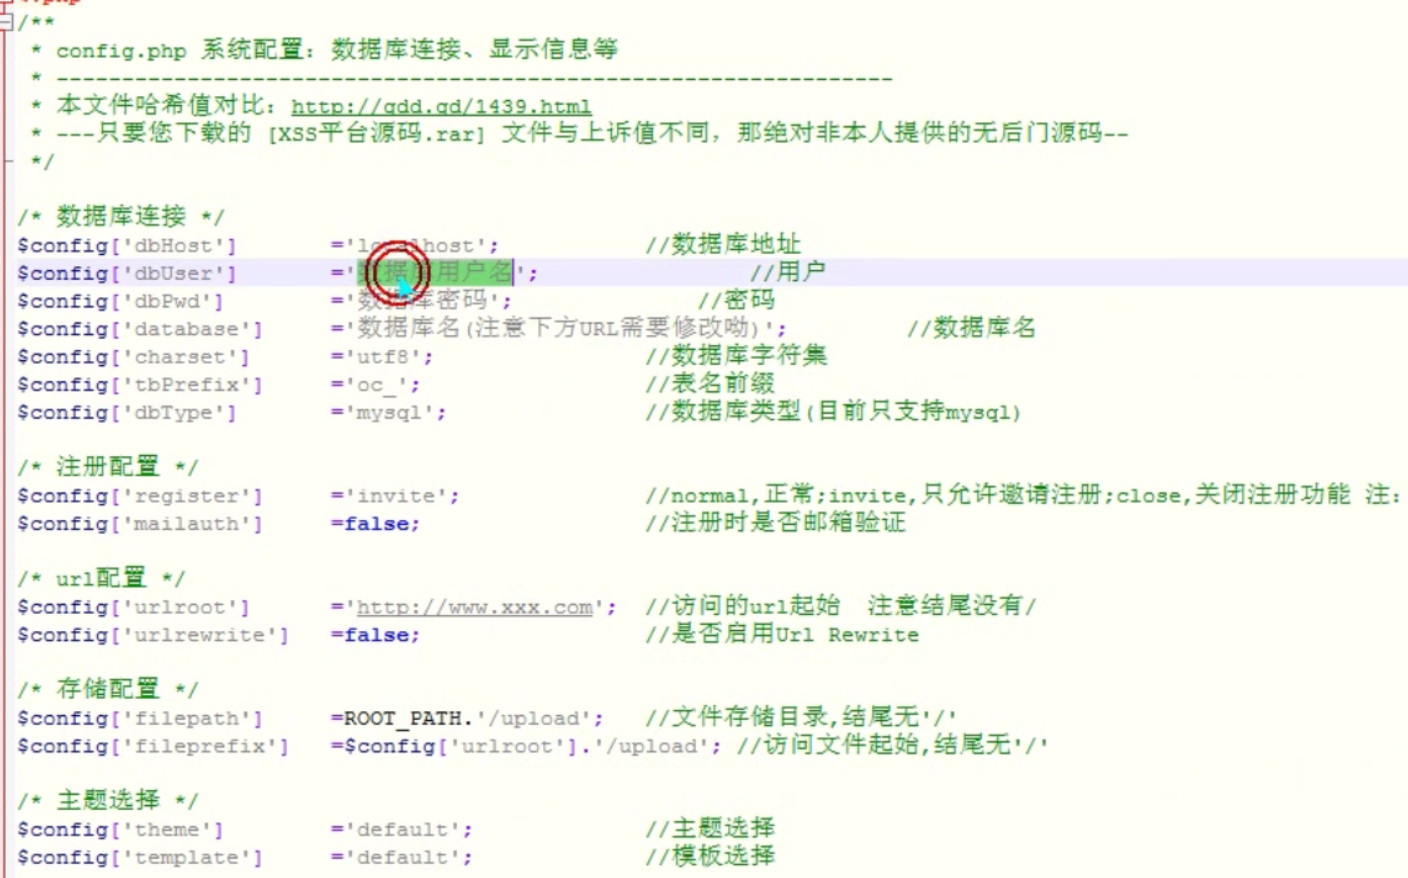 <?php
/**
* config.php 系统配置：数据库连接、显示信息等
* ----------------------------------------------------------------
* 本文件哈希值对比：http://qdd.qd/1439.html
* ---只要您下载的 [XSS平台源码.rar] 文件与上诉值不同，那绝对非本人提供的无后门源码--
*/
/* 数据库连接 */
$config['dbHost'] ='localhost'; //数据库地址
$config['dbUser'] ='数据库用户名'; //用户
$config['dbPwd'] ='数据库密码'; //密码
$config['database'] ='数据库名(注意下方URL需要修改呦)'; //数据库名
$config['charset'] ='utf8'; //数据库字符集
$config['tbPrefix'] ='oc_'; //表名前缀
$config['dbType'] ='mysql'; //数据库类型(目前只支持mysql)
/* 注册配置 */
$config['register'] ='invite'; //normal,正常;invite,只允许邀请注册;close,关闭注册功能 注:
$config['mailauth'] =false; //注册时是否邮箱验证
/* url配置 */
$config['urlroot'] ='http://www.xxx.com'; //访问的url起始 注意结尾没有/
$config['urlrewrite'] =false; //是否启用Url Rewrite
/* 存储配置 */
$config['filepath'] =ROOT_PATH.'/upload'; //文件存储目录,结尾无'/'
$config['fileprefix'] =$config['urlroot'].'/upload'; //访问文件起始,结尾无'/'
/* 主题选择 */
$config['theme'] ='default'; //主题选择
$config['template'] ='default'; //模板选择